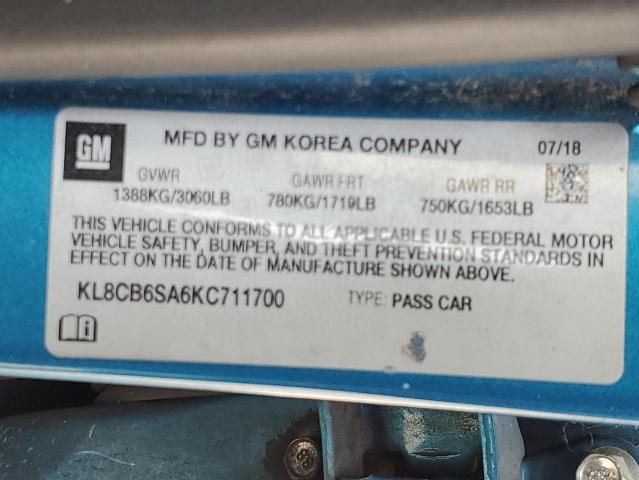 GM
MFD BY GM KOREA COMPANY 07/18
GVWR GAWR FRT GAWR RR
1388KG/3060LB 780KG/1719LB 750KG/1653LB
THIS VEHICLE CONFORMS TO ALL APPLICABLE U.S. FEDERAL MOTOR
VEHICLE SAFETY, BUMPER, AND THEFT PREVENTION STANDARDS IN
EFFECT ON THE DATE OF MANUFACTURE SHOWN ABOVE.
KL8CB6SA6KC711700 TYPE: PASS CAR